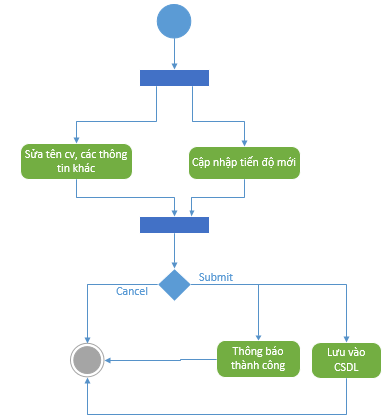 Sửa tên cv, các thông
tin khác
Cập nhập tiến độ mới
Submit
Cancel
Thông báo
thành công
Lưu vào
CSDL